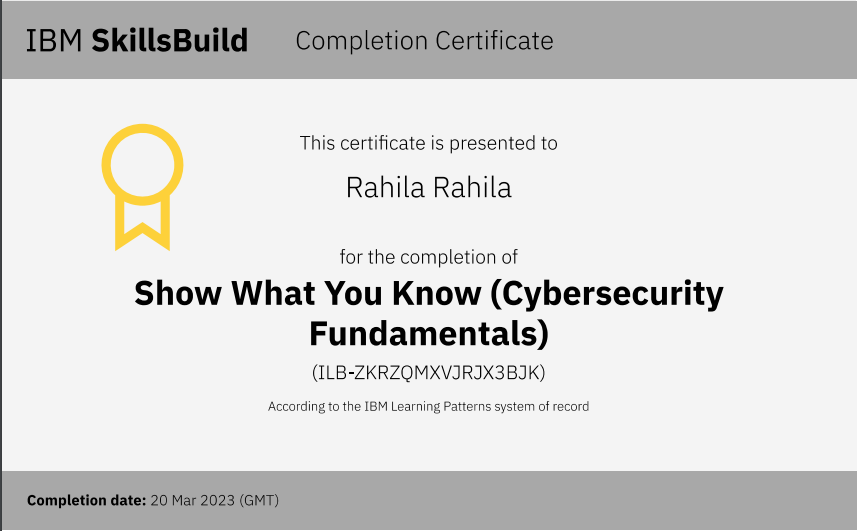 IBM SkillsBuild Completion Certificate
This certificate is presented to
Rahila Rahila
for the completion of
Show What You Know (Cybersecurity
Fundamentals)
(ILB-ZKRZQMXVJRJX3BJK)
According to the IBM Learning Patterns system of record
Completion date: 20 Mar 2023 (GMT)